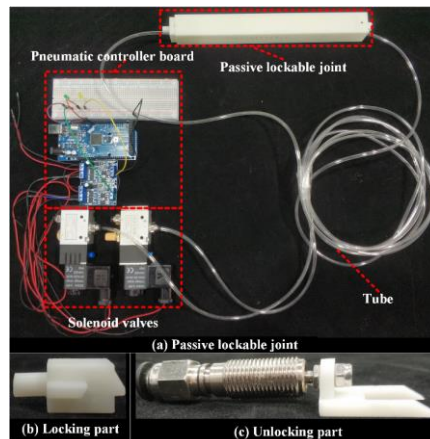 Pneumatic controller board
Passive lockable joint
Tube
Solenoid valves
(a) Passive lockable joint
(b) Locking part
(c) Unlocking part